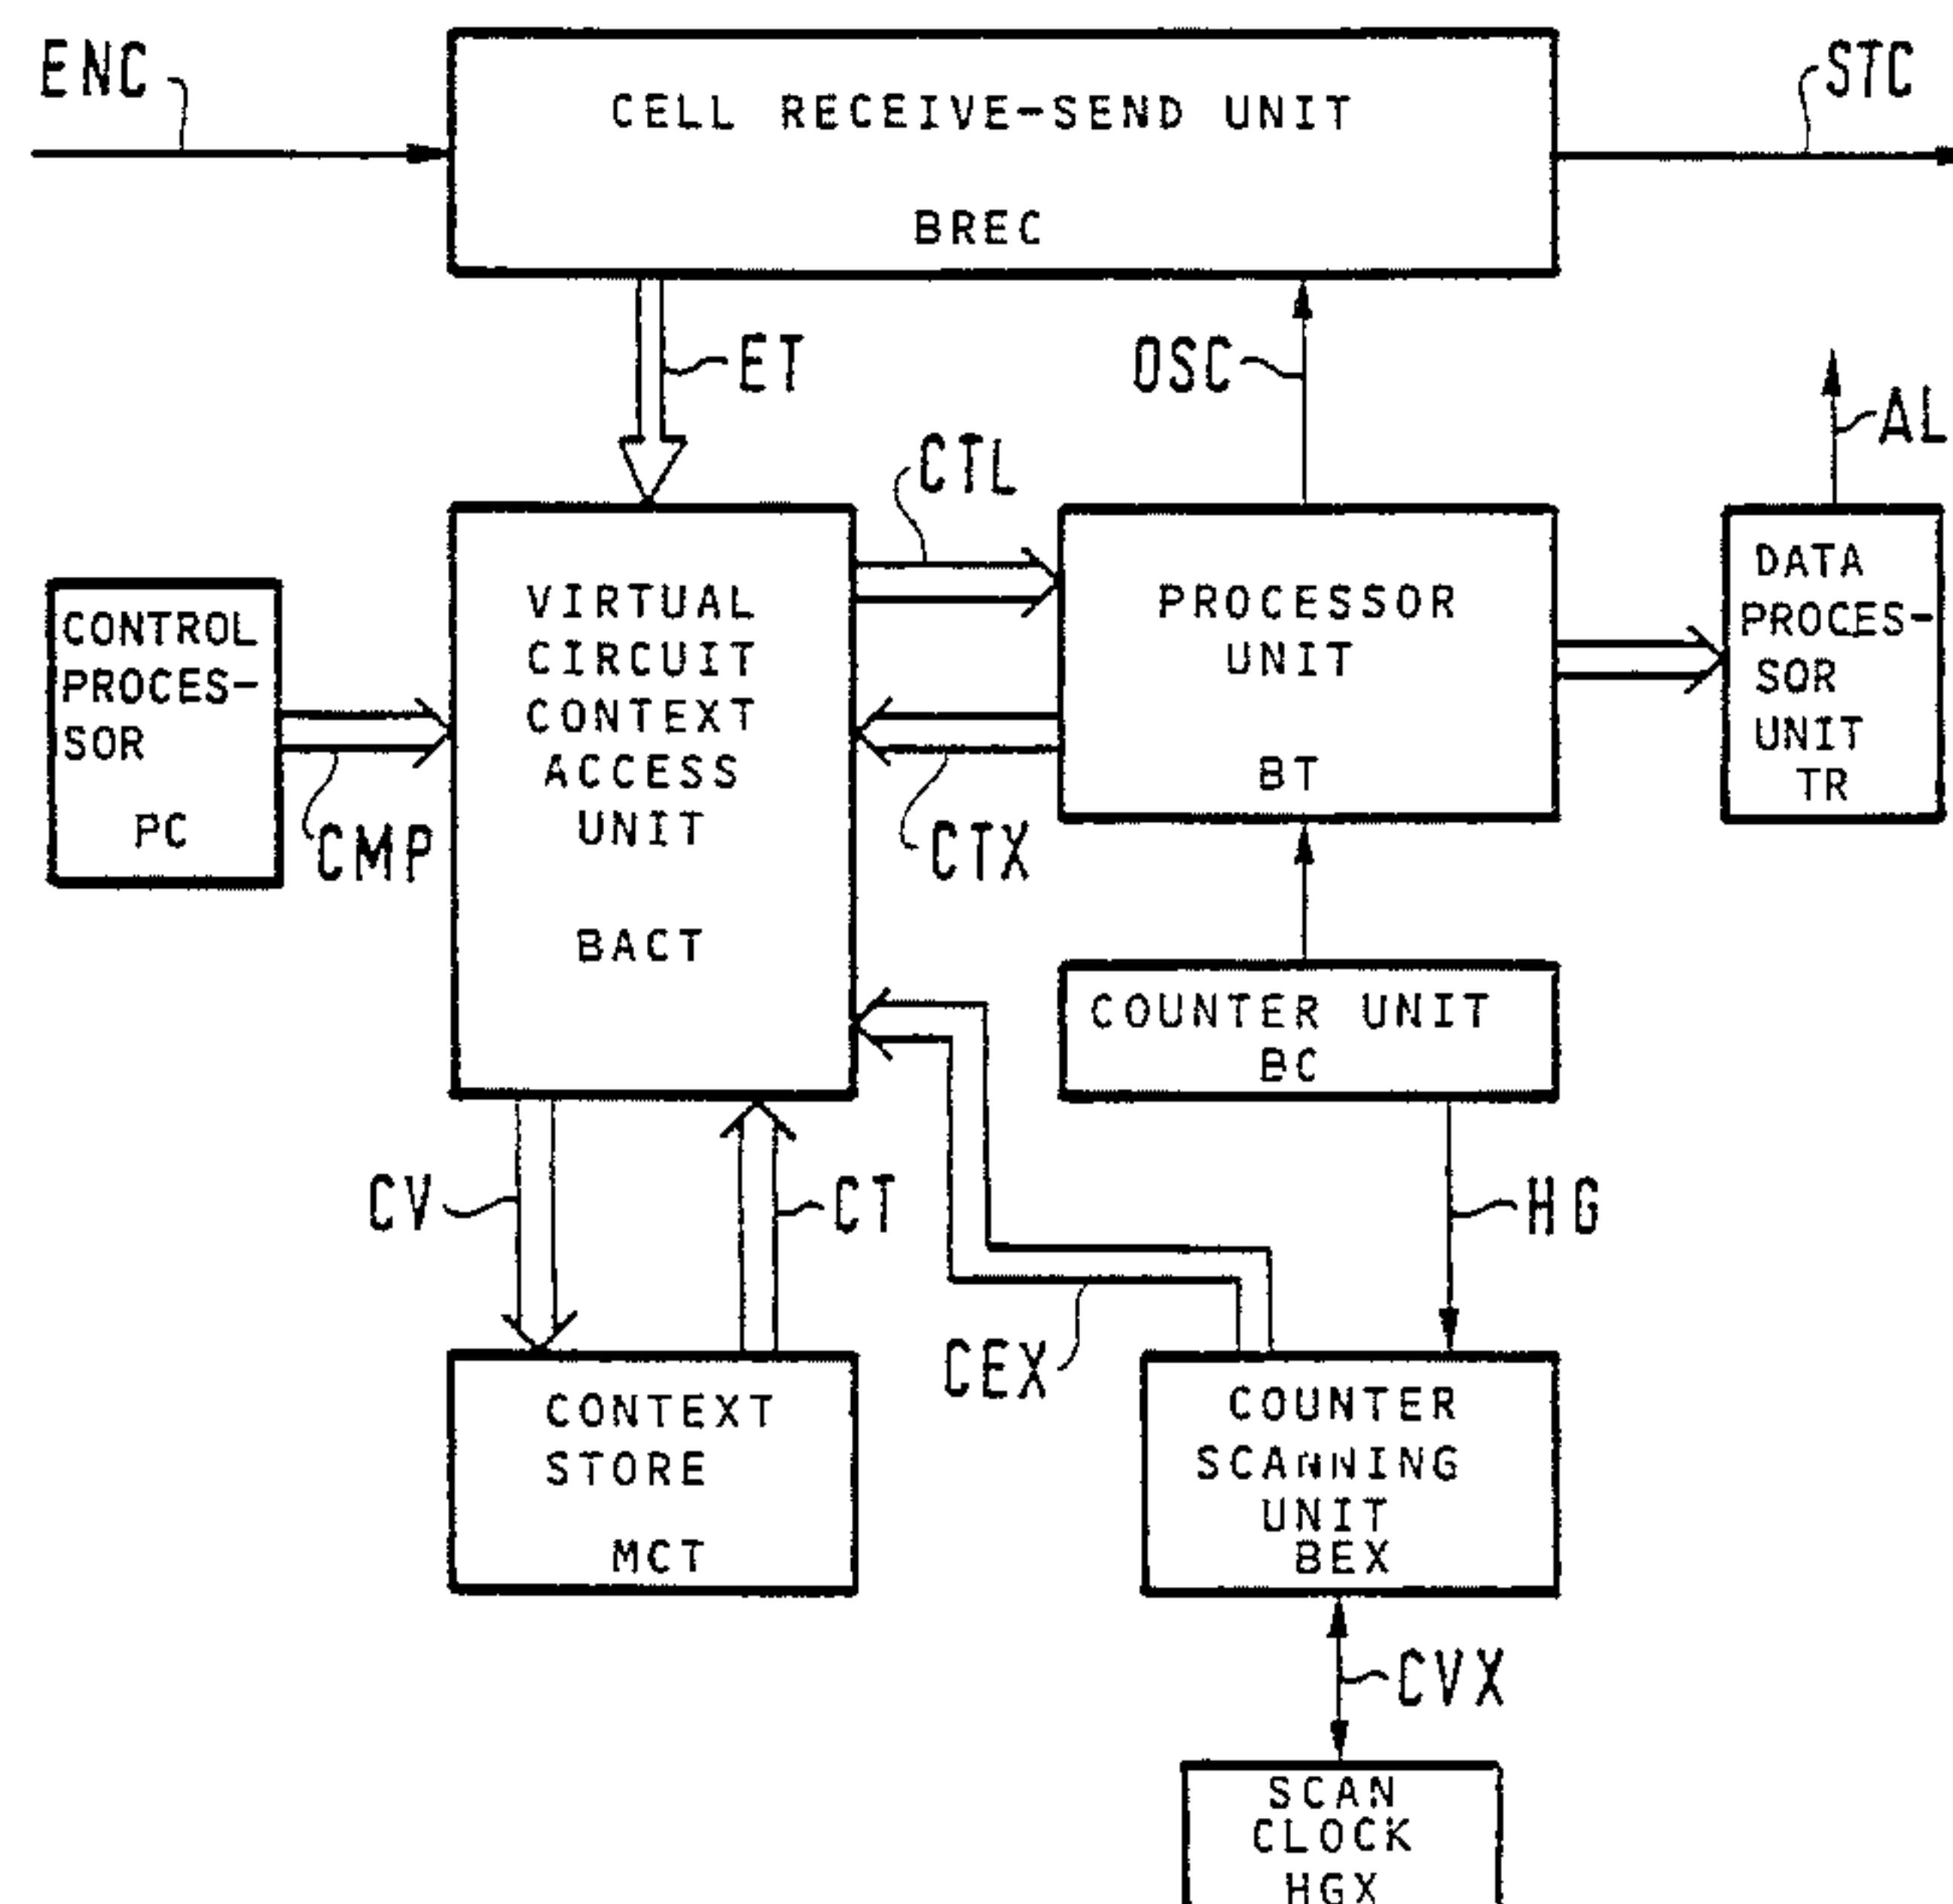 ENC
STC
CELL RECEIVE-SEND UNIT
BREC
ET
OSC
AL
CTL
CONTROL
PROCES-
SOR
PC
CMP
VIRTUAL
CIRCUIT
CONTEXT
ACCESS
UNIT
BACT
PROCESSOR
UNIT
BT
CTX
DATA
PROCES-
SOR
UNIT
TR
COUNTER UNIT
BC
CV
CT
HG
CEX
CONTEXT
STORE
MCT
COUNTER
SCANNING
UNIT
BEX
CVX
SCAN
CLOCK
HGX